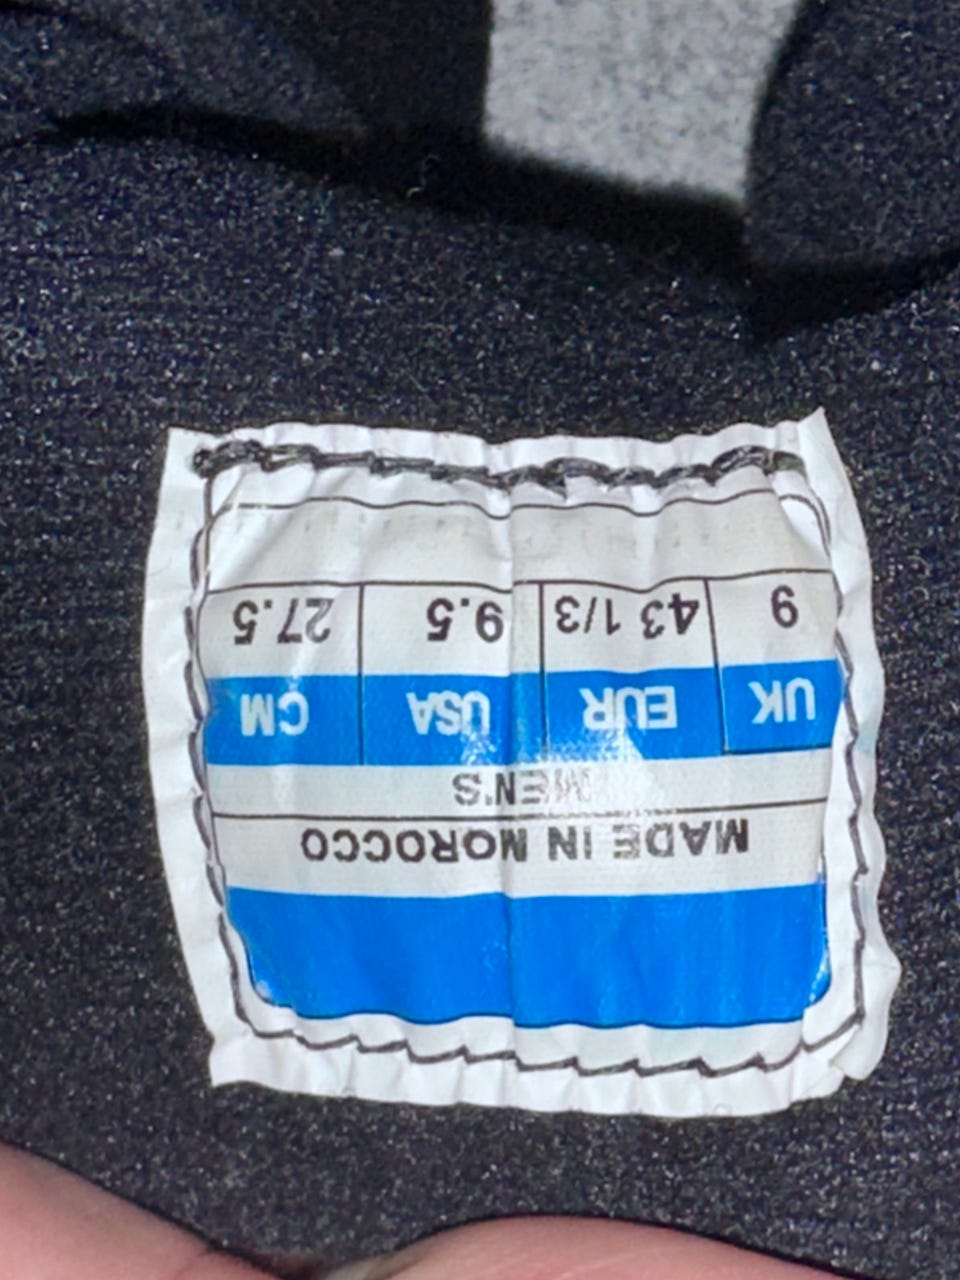 MADE IN MOROCCO
MEN'S
UK EUR USA CM
9 43 1/3 9.5 27.5